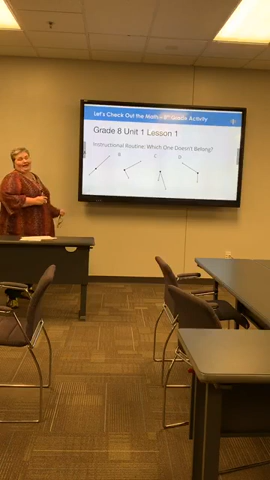 Let's Check Out the Math - 8th Grade Activity
Grade 8 Unit 1 Lesson 1
Instructional Routine: Which One Doesn't Belong?
B C D